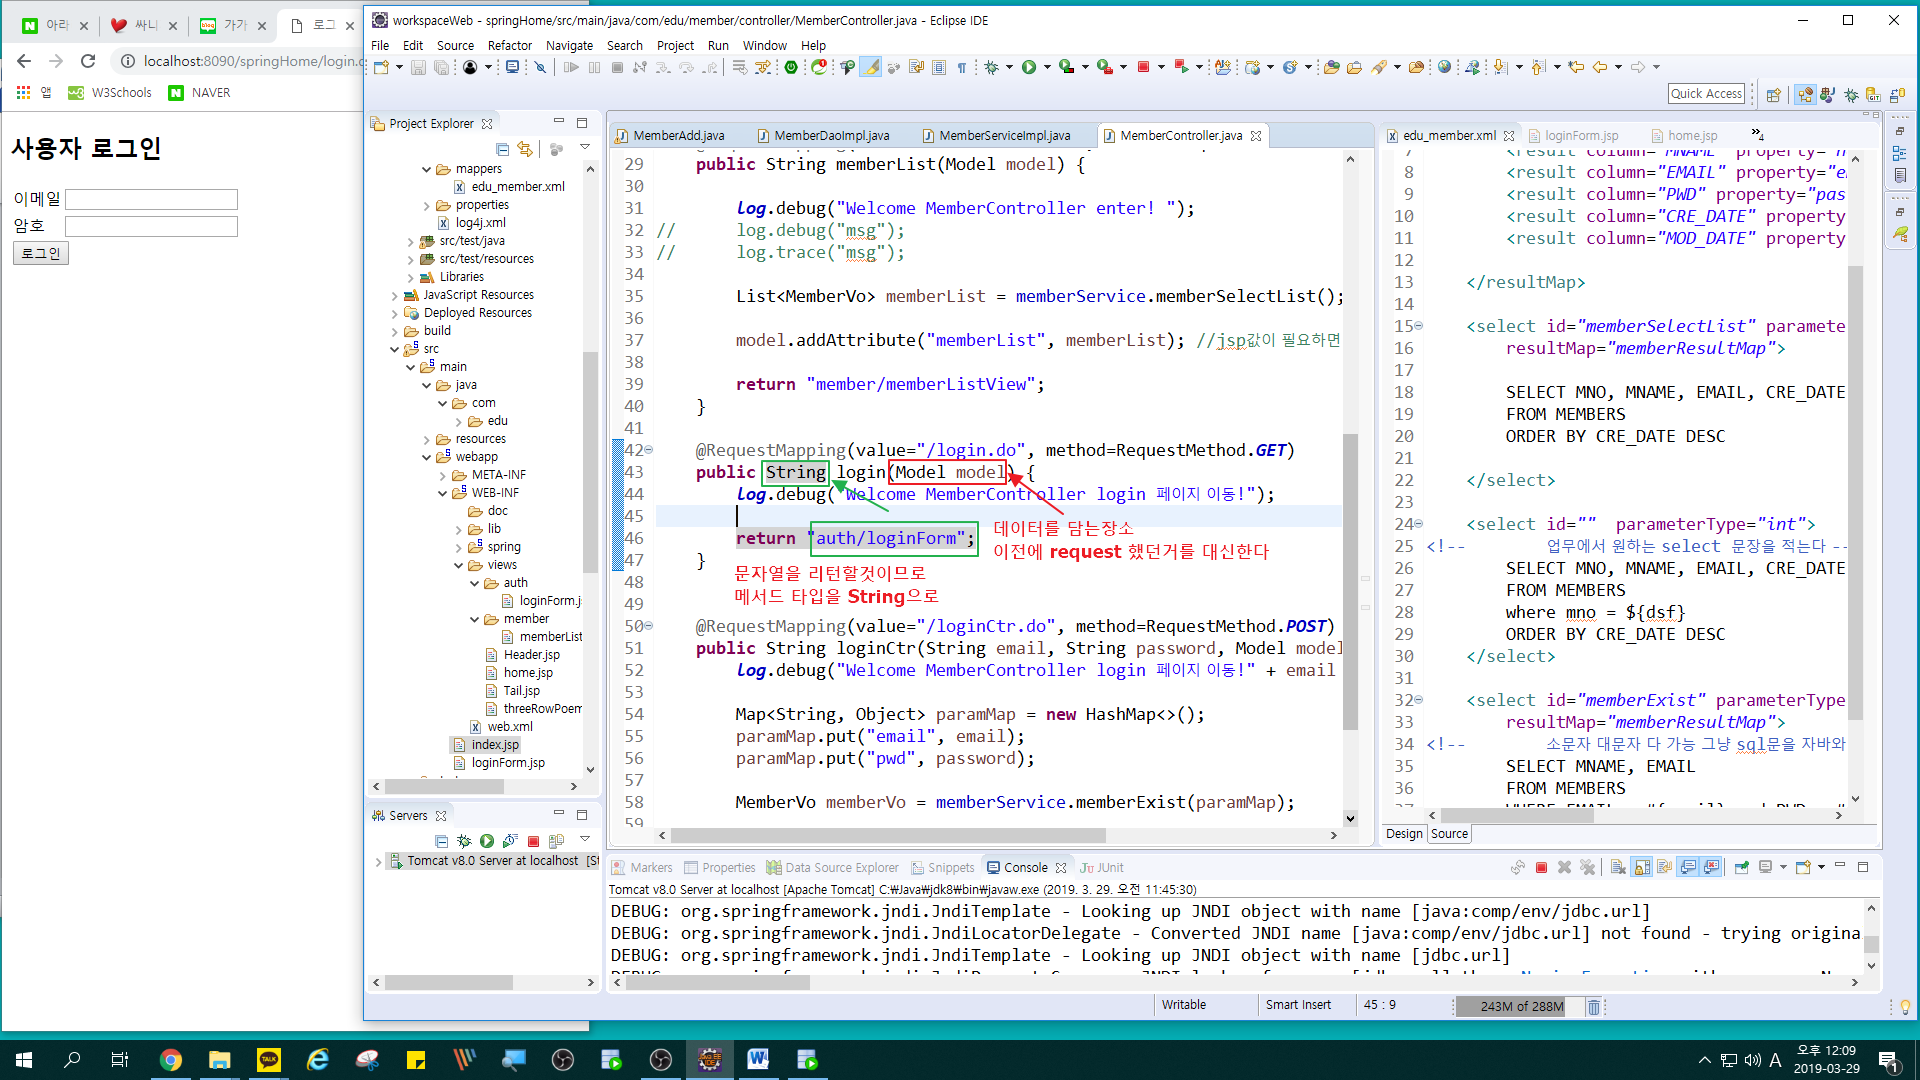 아라
싸니
가가
로그
localhost:8090/springHome/login.
앱
W3Schools
NAVER
사용자 로그인
이메일
암호
로그인
workspaceWeb - springHome/src/main/java/com/edu/member/controller/MemberController.java - Eclipse IDE
File Edit Source Refactor Navigate Search Project Run Window Help
Quick Access
Project Explorer
mappers
edu_member.xml
properties
log4j.xml
src/test/java
src/test/resources
Libraries
JavaScript Resources
Deployed Resources
build
src
main
java
com
edu
resources
webapp
META-INF
WEB-INF
doc
lib
spring
views
auth
loginForm.j
member
memberList
Header.jsp
home.jsp
Tail.jsp
threeRowPoem
web.xml
index.jsp
loginForm.jsp
Servers
Tomcat v8.0 Server at localhost [St
MemberAdd.java
MemberDaoImpl.java
MemberServiceImpl.java
MemberController.java
29 public String memberList(Model model) {
30
31 log.debug("Welcome MemberController enter! ");
32 // log.debug("msg");
33 // log.trace("msg");
34
35 List<MemberVo> memberList = memberService.memberSelectList();
36
37 model.addAttribute("memberList", memberList); //jsp값이 필요하면
38
39 return "member/memberListView";
40 }
41
42 @RequestMapping(value="/login.do", method=RequestMethod.GET)
43 public String login(Model model) {
44 log.debug("Welcome MemberController login 페이지 이동!");
45
46 return "auth/loginForm";
47 }
데이터를 담는장소
이전에 request 했던거를 대신한다
문자열을 리턴할것이므로
메서드 타입을 String으로
48
49
50 @RequestMapping(value="/loginCtr.do", method=RequestMethod.POST)
51 public String loginCtr(String email, String password, Model model
52 log.debug("Welcome MemberController login 페이지 이동!" + email
53
54 Map<String, Object> paramMap = new HashMap<>();
55 paramMap.put("email", email);
56 paramMap.put("pwd", password);
57
58 MemberVo memberVo = memberService.memberExist(paramMap);
59
edu_member.xml
loginForm.jsp
home.jsp
4
7 <result column="MNAME" property="n
8 <result column="EMAIL" property="e
9 <result column="PWD" property="pas
10 <result column="CRE_DATE" property
11 <result column="MOD_DATE" property
12
13 </resultMap>
14
15 <select id="memberSelectList" paramete
16 resultMap="memberResultMap">
17
18 SELECT MNO, MNAME, EMAIL, CRE_DATE
19 FROM MEMBERS
20 ORDER BY CRE_DATE DESC
21
22 </select>
23
24 <select id="" parameterType="int">
25 <!-- 업무에서 원하는 select 문장을 적는다 --
26 SELECT MNO, MNAME, EMAIL, CRE_DATE
27 FROM MEMBERS
28 where mno = ${dsf}
29 ORDER BY CRE_DATE DESC
30 </select>
31
32 <select id="memberExist" parameterType
33 resultMap="memberResultMap">
34 <!-- 소문자 대문자 다 가능 그냥 sql문을 자바와
35 SELECT MNAME, EMAIL
36 FROM MEMBERS
Design Source
Markers Properties Data Source Explorer Snippets Console JUnit
Tomcat v8.0 Server at localhost [Apache Tomcat] C:₩Java₩jdk8₩bin₩javaw.exe (2019. 3. 29. 오전 11:45:30)
DEBUG: org.springframework.jndi.JndiTemplate - Looking up JNDI object with name [java:comp/env/jdbc.url]
DEBUG: org.springframework.jndi.JndiLocatorDelegate - Converted JNDI name [java:comp/env/jdbc.url] not found - trying origina
DEBUG: org.springframework.jndi.JndiTemplate - Looking up JNDI object with name [jdbc.url]
Writable
Smart Insert
45 : 9
243M of 288M
TALK
A
오후 12:09
2019-03-29
1